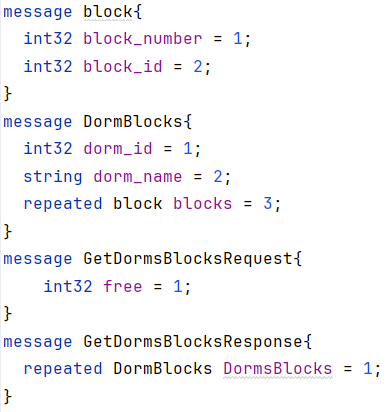 message block{
  int32 block_number = 1;
  int32 block_id = 2;
}
message DormBlocks{
  int32 dorm_id = 1;
  string dorm_name = 2;
  repeated block blocks = 3;
}
message GetDormsBlocksRequest{
    int32 free = 1;
}
message GetDormsBlocksResponse{
  repeated DormBlocks DormsBlocks = 1;
}